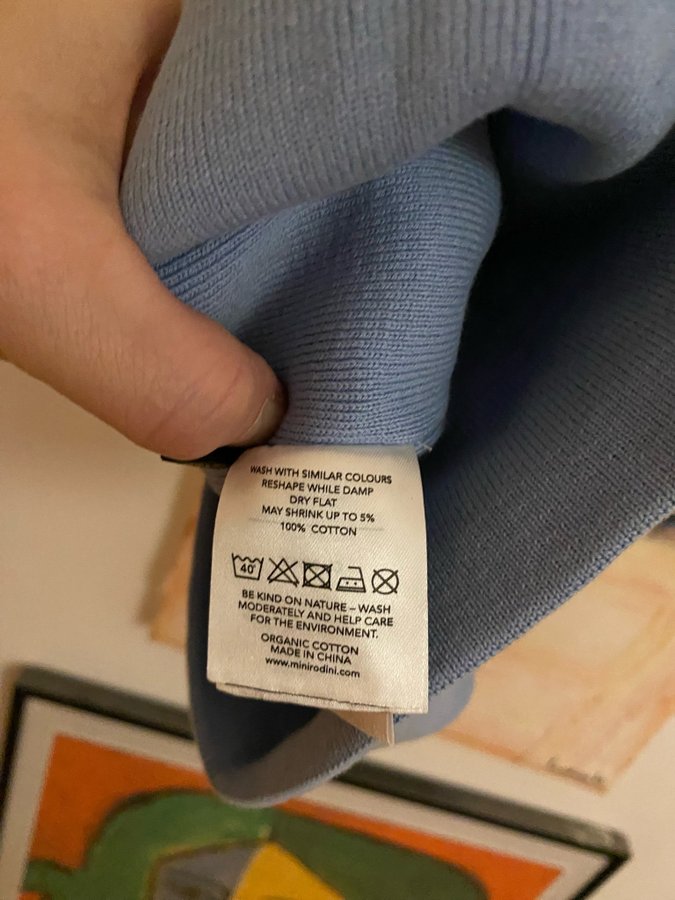 WASH WITH SIMILAR COLOURS
RESHAPE WHILE DAMP
DRY FLAT
MAY SHRINK UP TO 5%
100% COTTON
40°
BE KIND ON NATURE – WASH
MODERATELY AND HELP CARE
FOR THE ENVIRONMENT.
ORGANIC COTTON
MADE IN CHINA
www.minirodini.com